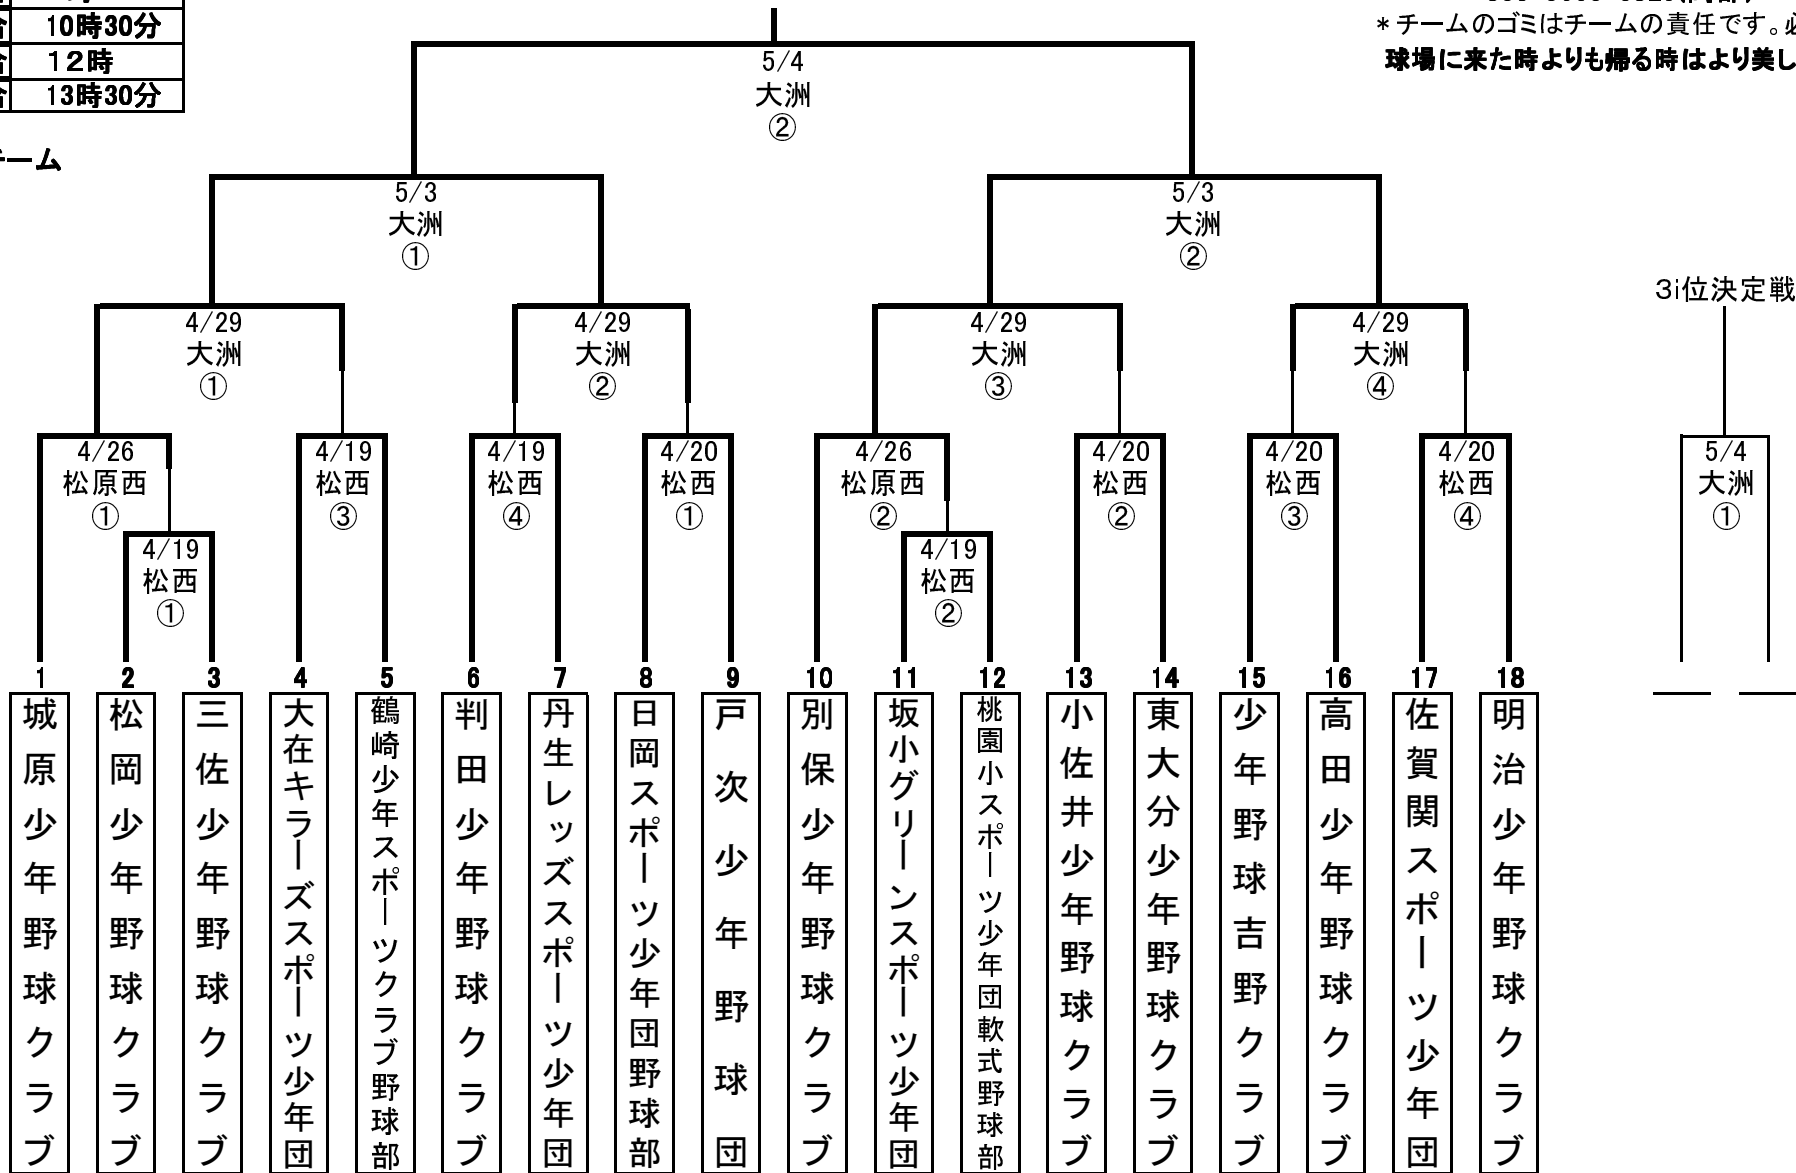 10時30分
12時
13時30分
チーム
*チームのゴミはチームの責任です。
球場に来た時よりも帰る時はより美し
5/4
大洲
②
5/3
大洲
①
5/3
大洲
②
3i位決定戦
4/29
大洲
①
4/29
大洲
②
4/29
大洲
③
4/29
大洲
④
4/26
松原西
①
4/19
松西
③
4/19
松西
④
4/20
松西
①
4/26
松原西
②
4/20
松西
②
4/20
松西
③
4/20
松西
④
5/4
大洲
①
4/19
松西
①
4/19
松西
②
1 2 3 4 5 6 7 8 9 10 11 12 13 14 15 16 17 18
城原少年野球クラブ
松岡少年野球クラブ
三佐少年野球クラブ
大在キラーズスポーツ少年団
鶴崎少年スポーツクラブ野球部
判田少年野球クラブ
丹生レッズスポーツ少年団
日岡スポーツ少年団野球部
戸次少年野球団
別保少年野球クラブ
坂小グリーンスポーツ少年団
桃園小スポーツ少年団軟式野球部
小佐井少年野球クラブ
東大分少年野球クラブ
少年野球吉野クラブ
高田少年野球クラブ
佐賀関スポーツ少年団
明治少年野球クラブ